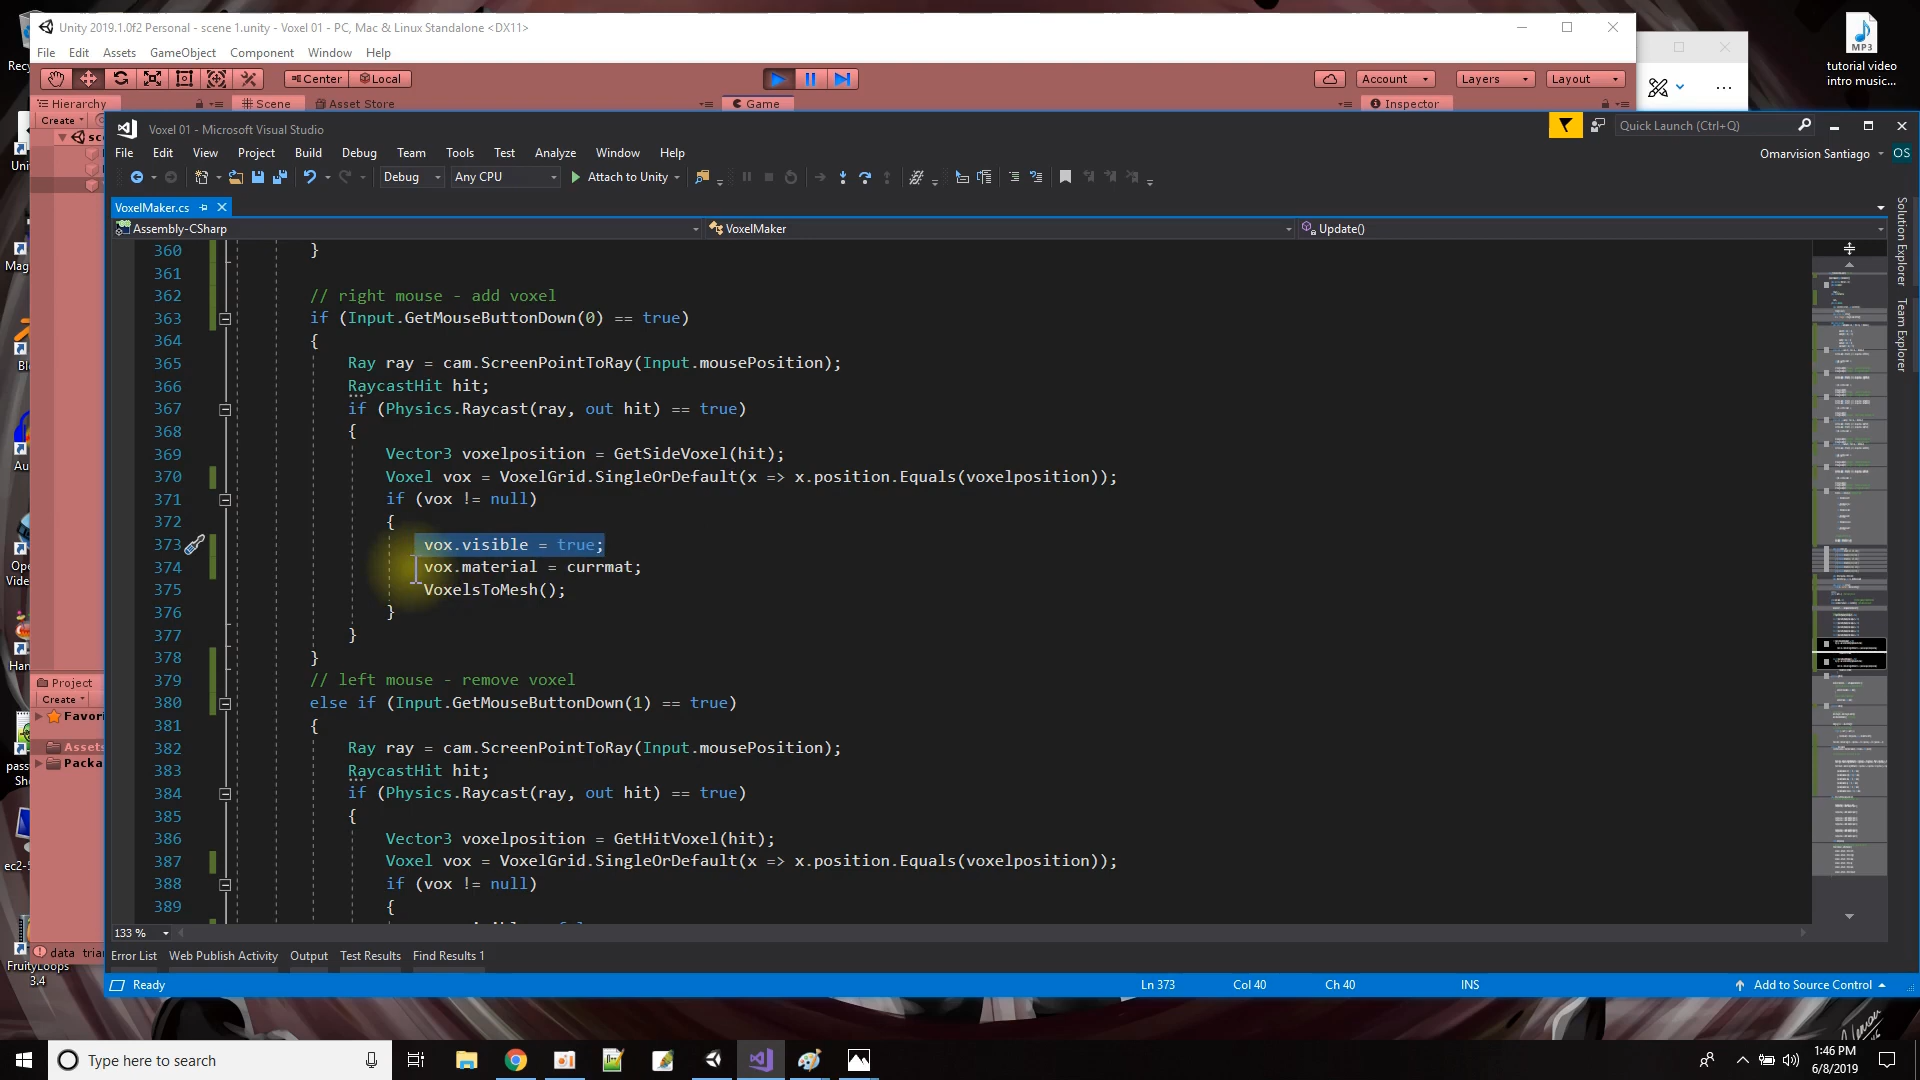 Unity 2019.1.0f2 Personal - scene 1.unity - Voxel 01 - PC, Mac & Linux Standalone <DX11>
File Edit Assets GameObject Component Window Help
Center Local Account Layers Layout
Hierarchy Scene Asset Store Game Inspector
Create
MP3
tutorial video
intro music...
Voxel 01 - Microsoft Visual Studio
Quick Launch (Ctrl+Q)
File Edit View Project Build Debug Team Tools Test Analyze Window Help
Omarvision Santiago OS
Debug Any CPU Attach to Unity
VoxelMaker.cs
Assembly-CSharp VoxelMaker Update()
Solution Explorer
Team Explorer
360 }
361
362 // right mouse - add voxel
363 if (Input.GetMouseButtonDown(0) == true)
364 {
365 Ray ray = cam.ScreenPointToRay(Input.mousePosition);
366 RaycastHit hit;
367 if (Physics.Raycast(ray, out hit) == true)
368 {
369 Vector3 voxelposition = GetSideVoxel(hit);
370 Voxel vox = VoxelGrid.SingleOrDefault(x => x.position.Equals(voxelposition));
371 if (vox != null)
372 {
373 vox.visible = true;
374 vox.material = currmat;
375 VoxelsToMesh();
376 }
377 }
378 }
379 // left mouse - remove voxel
380 else if (Input.GetMouseButtonDown(1) == true)
381 {
382 Ray ray = cam.ScreenPointToRay(Input.mousePosition);
383 RaycastHit hit;
384 if (Physics.Raycast(ray, out hit) == true)
385 {
386 Vector3 voxelposition = GetHitVoxel(hit);
387 Voxel vox = VoxelGrid.SingleOrDefault(x => x.position.Equals(voxelposition));
388 if (vox != null)
389 {
133 %
Project
Create
Favori
Assets
Packa
data trian
FruityLoops
3.4
Error List Web Publish Activity Output Test Results Find Results 1
Ready Ln 373 Col 40 Ch 40 INS Add to Source Control
Type here to search
1:46 PM
6/8/2019